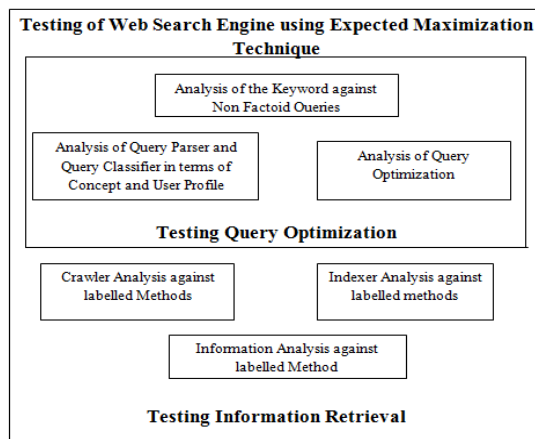 Testing of Web Search Engine using Expected Maximization
Technique
Analysis of the Keyword against
Non Factoid Queries
Analysis of Query Parser and
Query Classifier in terms of
Concept and User Profile
Analysis of Query
Optimization
Testing Query Optimization
Crawler Analysis against
labelled Methods
Indexer Analysis against
labelled methods
Information Analysis against
labelled Method
Testing Information Retrieval